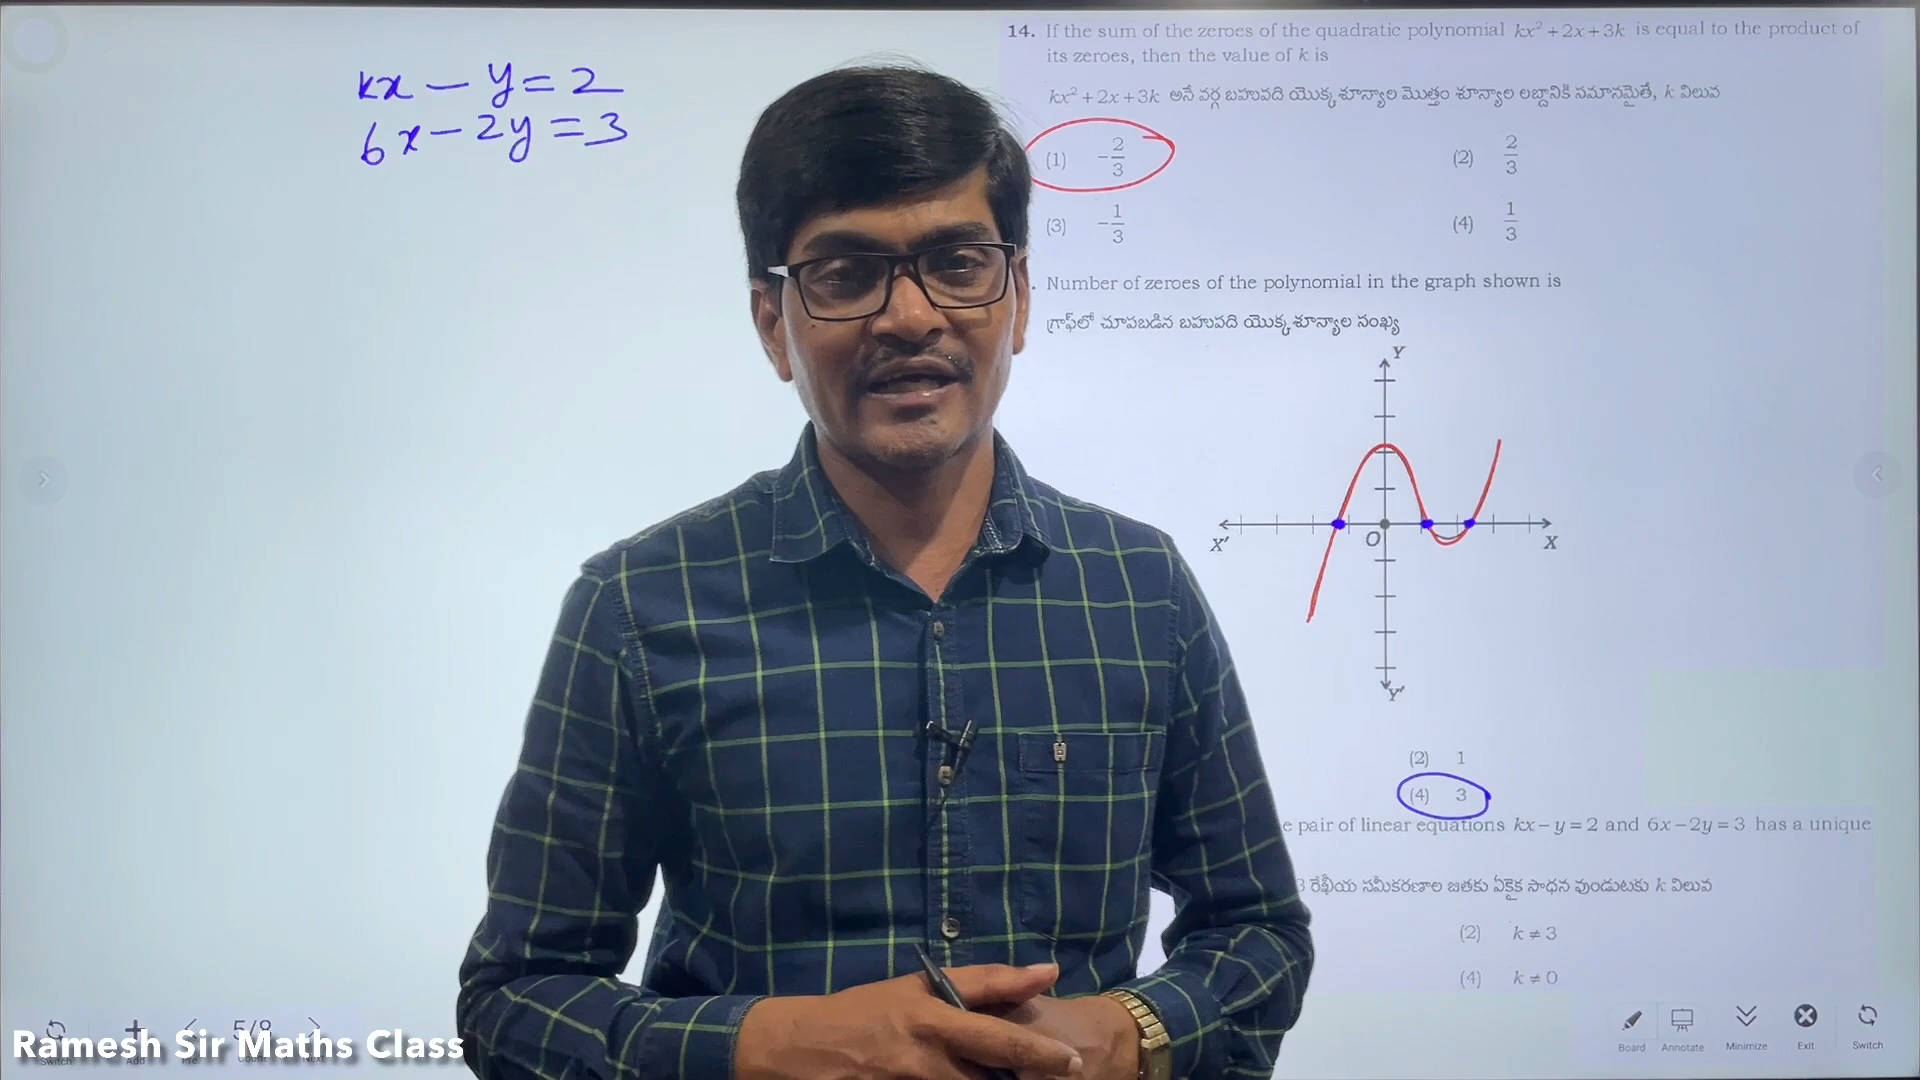 kx - y = 2
6x - 2y = 3
14. If the sum of the zeroes of the quadratic polynomial kx² + 2x + 3k is equal to the product of
its zeroes, then the value of k is
kx² + 2x + 3k అనే వర్గ బహుపది యొక్క శూన్యాల మొత్తం శూన్యాల లబ్దానికి సమానమైతే, k విలువ
(1) -2/3
(2) 2/3
(3) -1/3
(4) 1/3
. Number of zeroes of the polynomial in the graph shown is
గ్రాఫ్‌లో చూపబడిన బహుపది యొక్క శూన్యాల సంఖ్య
Y
X'
O
X
Y'
(2) 1
(4) 3
e pair of linear equations kx - y = 2 and 6x - 2y = 3 has a unique
3 రేఖీయ సమీకరణాల జతకు ఏకైక సాధన వుండుటకు k విలువ
(2) k ≠ 3
(4) k ≠ 0
5/8
Switch
Add
Next
Ramesh Sir Maths Class
Board
Annotate
Minimize
Exit
Switch